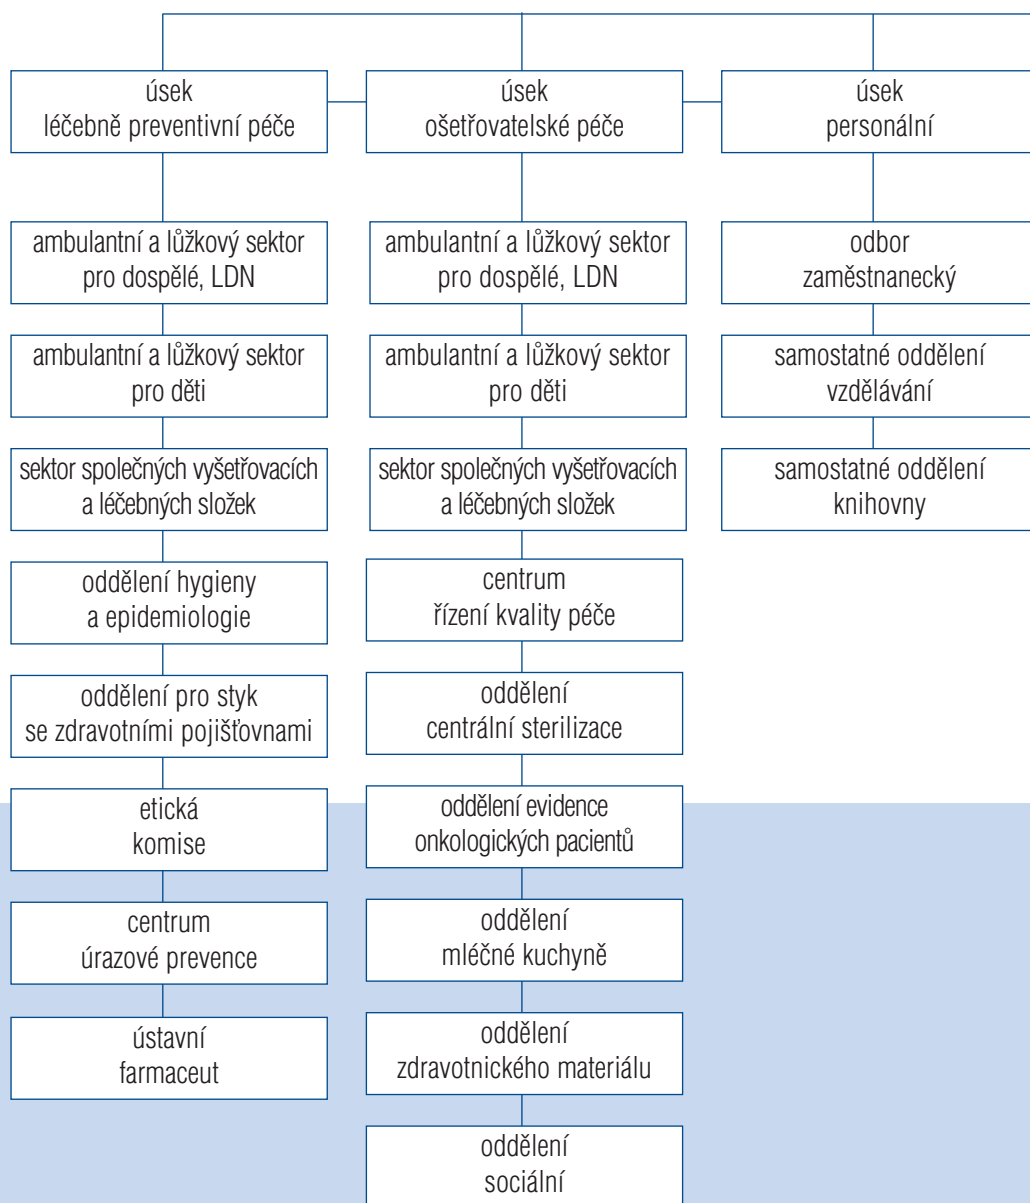 úsek
léčebně preventivní péče
ambulantní a lůžkový sektor
pro dospělé, LDN
ambulantní a lůžkový sektor
pro děti
sektor společných vyšetřovacích
a léčebných složek
oddělení hygieny
a epidemiologie
oddělení pro styk
se zdravotními pojišťovnami
etická
komise
centrum
úrazové prevence
ústavní
farmaceut
úsek
ošetřovatelské péče
ambulantní a lůžkový sektor
pro dospělé, LDN
ambulantní a lůžkový sektor
pro děti
sektor společných vyšetřovacích
a léčebných složek
centrum
řízení kvality péče
oddělení
centrální sterilizace
oddělení evidence
onkologických pacientů
oddělení
mléčné kuchyně
oddělení
zdravotnického materiálu
oddělení
sociální
úsek
personální
odbor
zaměstnanecký
samostatné oddělení
vzdělávání
samostatné oddělení
knihovny